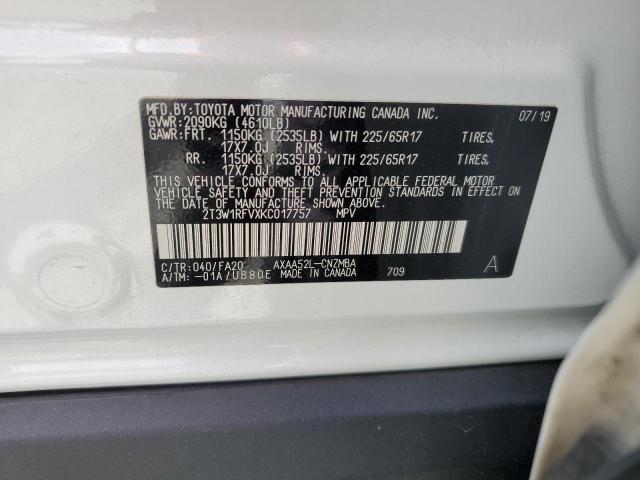 MFD.BY:TOYOTA MOTOR MANUFACTURING CANADA INC. 07/19
GVWR:2090KG (4610LB)
GAWR:FRT. 1150KG (2535LB) WITH 225/65R17 TIRES,
17X7.0J RIMS.
RR. 1150KG (2535LB) WITH 225/65R17 TIRES,
17X7.0J RIMS.
THIS VEHICLE CONFORMS TO ALL APPLICABLE FEDERAL MOTOR
VEHICLE SAFETY AND THEFT PREVENTION STANDARDS IN EFFECT ON
THE DATE OF MANUFACTURE SHOWN ABOVE.
2T3W1RFVXKC017757 MPV
C/TR:040/FA20 AXAA52L-CNZMBA
A/TM:-01A/UB80E MADE IN CANADA 709 A